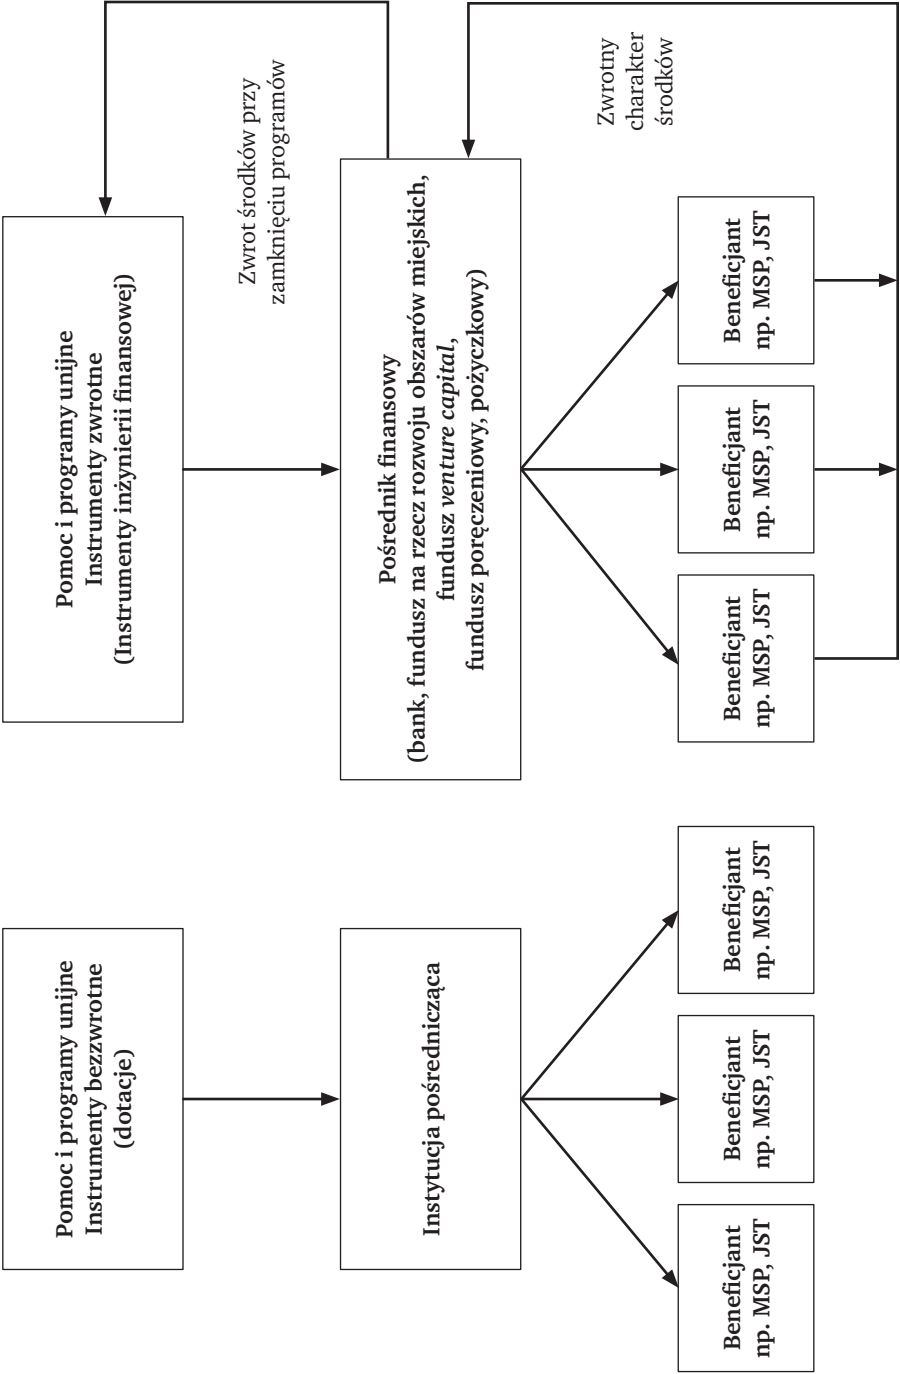 Pomoc i programy unijne
Instrumenty bezzwrotne
(dotacje)
Instytucja pośrednicząca
Beneficjant
np. MSP, JST
Beneficjant
np. MSP, JST
Beneficjant
np. MSP, JST
Pomoc i programy unijne
Instrumenty zwrotne
(Instrumenty inżynierii finansowej)
Zwrot środków przy
zamknięciu programów
Pośrednik finansowy
(bank, fundusz na rzecz rozwoju obszarów miejskich,
fundusz venture capital,
fundusz poręczeniowy, pożyczkowy)
Zwrotny
charakter
środków
Beneficjant
np. MSP, JST
Beneficjant
np. MSP, JST
Beneficjant
np. MSP, JST